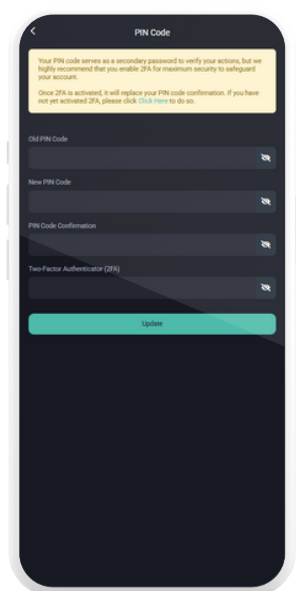 PIN Code
Your PIN code serves as a secondary password to verify your actions, but we
highly recommend that you enable 2FA for maximum security to safeguard
your account.
Once 2FA is activated, it will replace your PIN code confirmation. If you have
not yet activated 2FA, please click Click Here to do so.
Old PIN Code
New PIN Code
PIN Code Confirmation
Two-Factor Authenticator (2FA)
Update